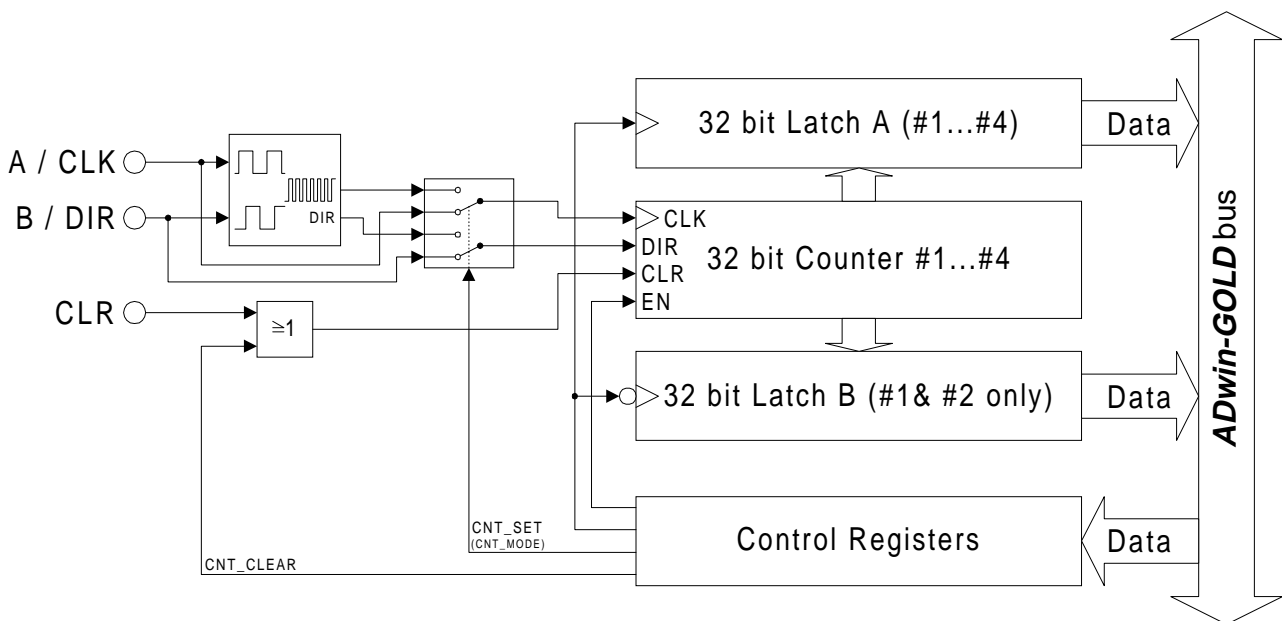 32 bit Latch A (#1...#4)
Data
A / CLK
B / DIR
DIR
CLK
DIR
CLR
EN
32 bit Counter #1...#4
CLR
≧1
32 bit Latch B (#1& #2 only)
Data
ADwin-GOLD bus
CNT_SET
(CNT_MODE)
CNT_CLEAR
Control Registers
Data